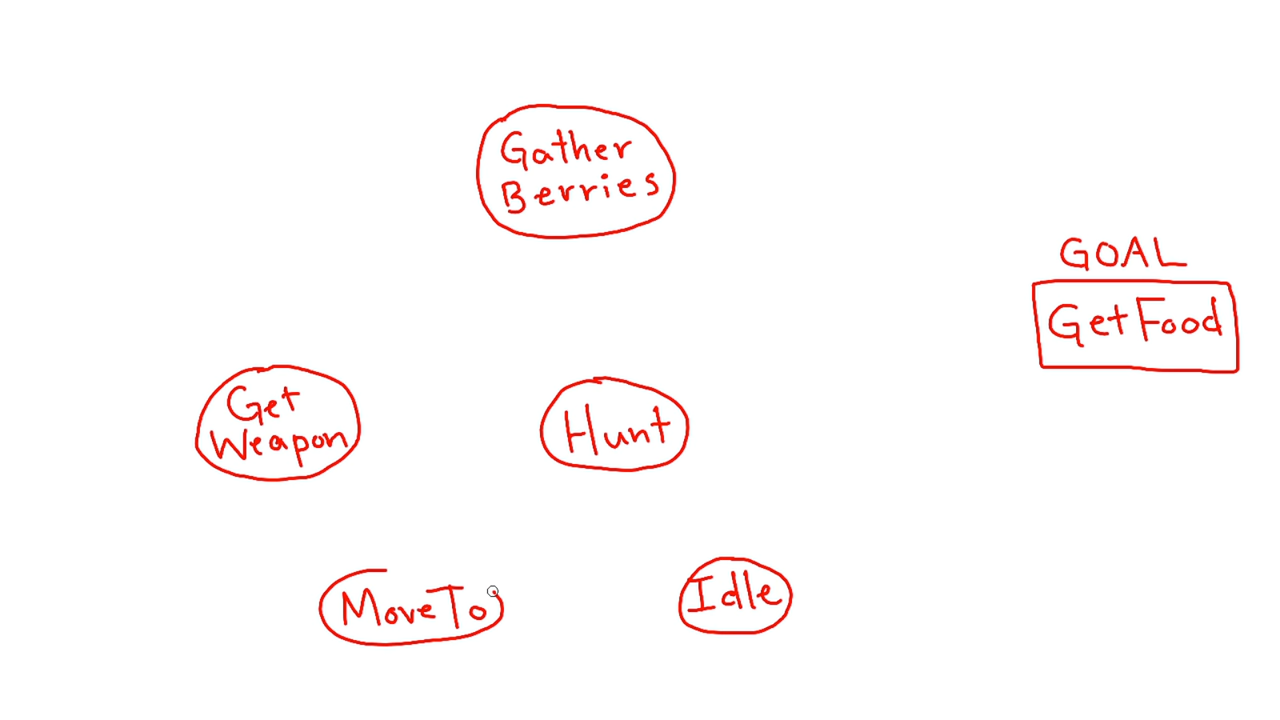 Gather
Berries
GOAL
GetFood
Get
Weapon
Hunt
MoveTo
Idle